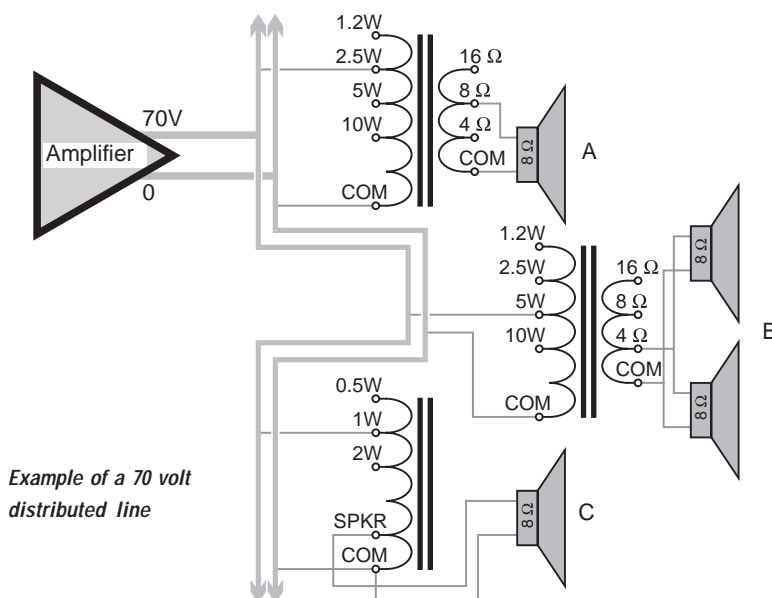 70V
Amplifier
0
1.2W
2.5W
5W
10W
COM
16 Ω
8 Ω
4 Ω
COM
8 Ω
A
1.2W
2.5W
5W
10W
COM
16 Ω
8 Ω
4 Ω
COM
8 Ω
8 Ω
B
0.5W
1W
2W
SPKR
COM
8 Ω
C
Example of a 70 volt
distributed line